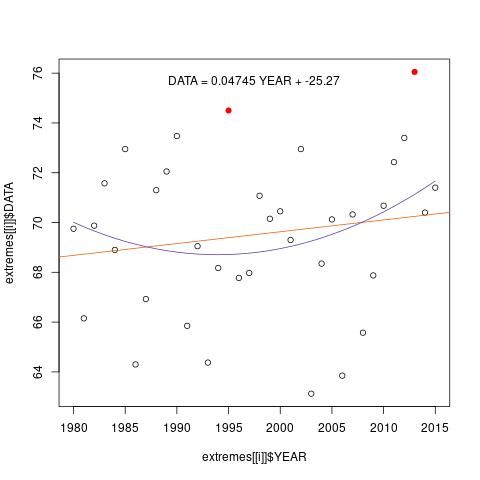 DATA = 0.04745 YEAR + -25.27
76
74
72
70
68
66
64
extremes[[i]]$DATA
1980 1985 1990 1995 2000 2005 2010 2015
extremes[[i]]$YEAR